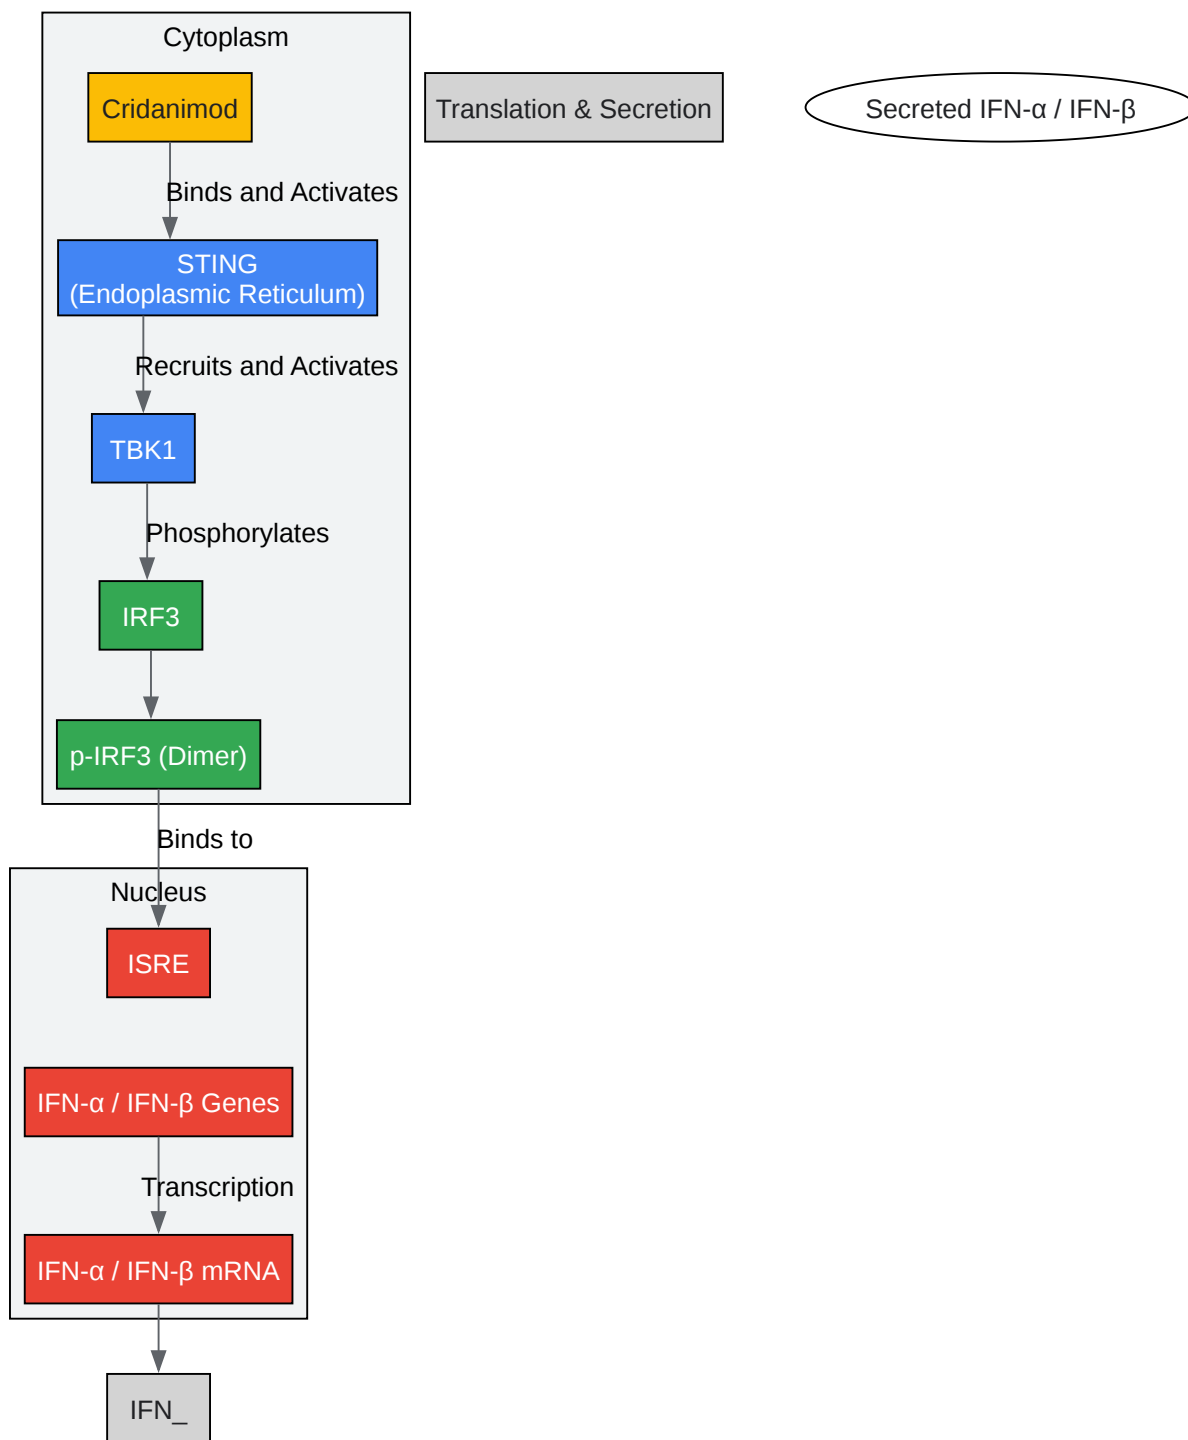 Cytoplasm
Cridanimod
Translation & Secretion
Secreted IFN-α / IFN-β
Binds and Activates
STING
(Endoplasmic Reticulum)
Recruits and Activates
TBK1
Phosphorylates
IRF3
p-IRF3 (Dimer)
Binds to
Nucleus
ISRE
IFN-α / IFN-β Genes
Transcription
IFN-α / IFN-β mRNA
IFN_